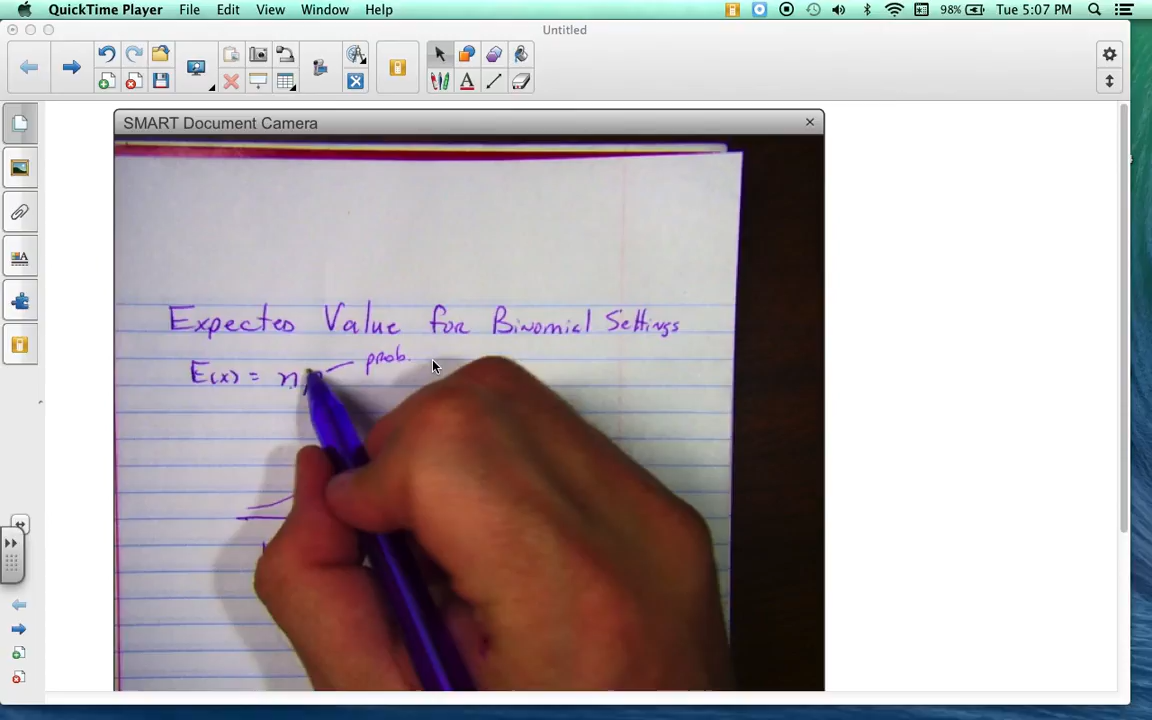 QuickTime Player File Edit View Window Help 98% Tue 5:07 PM
Untitled
SMART Document Camera
Expected Value for Binomial Settings
prob.
E(x) = np